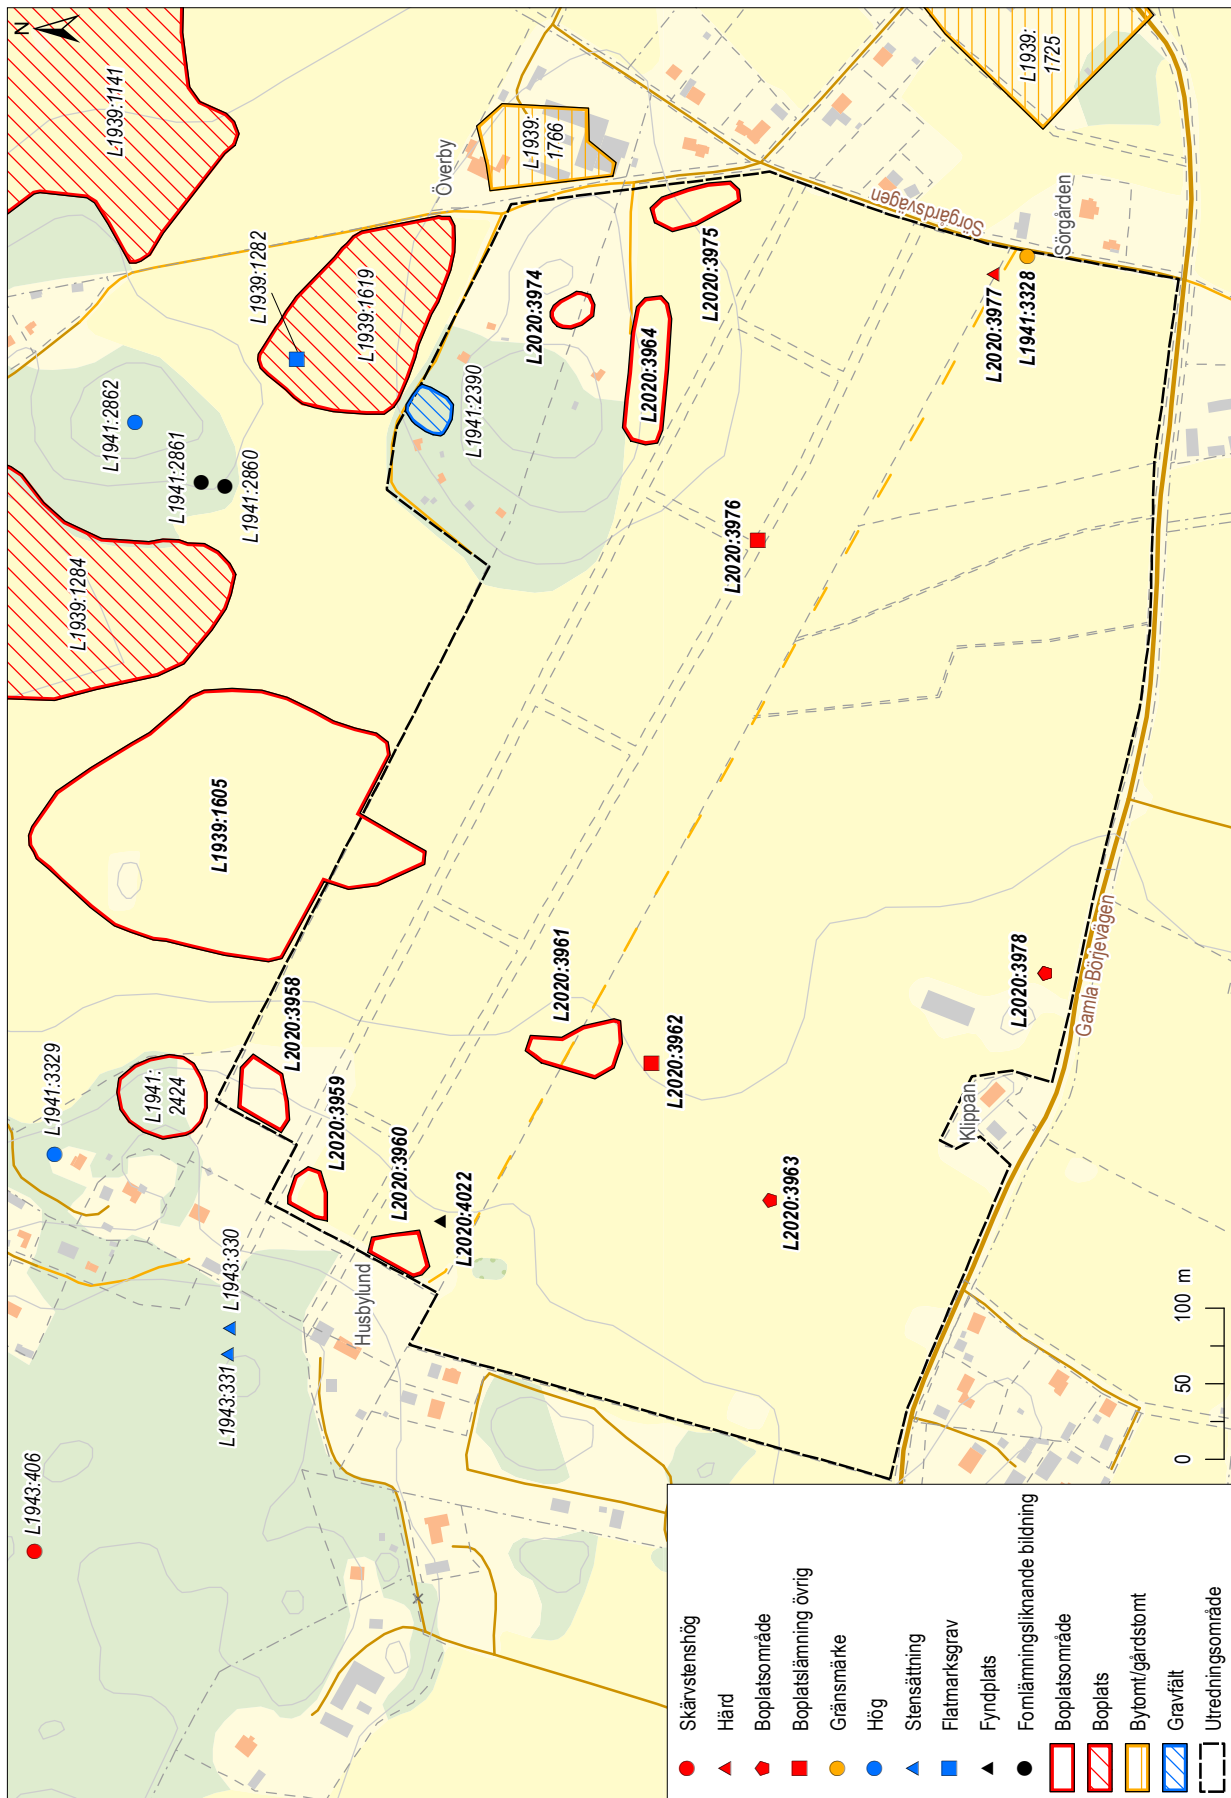 N
L1939:1141
L1939:
1725
L1939:
1766
Överby
L1939:1282
L1939:1619
L1941:2862
L1941:2861
L1941:2860
L1939:1284
L1941:2390
L2020:3974
L2020:3975
L2020:3964
Sörgårdsvägen
Sörgården
L2020:3977
L1941:3328
L2020:3976
L1939:1605
L2020:3958
L2020:3961
L2020:3962
L2020:3978
Gamla Börjevägen
L1941:3329
L1941:
2424
L2020:3959
L2020:3960
L2020:4022
L2020:3963
Klippan
L1943:330
L1943:331
Husbylund
L1943:406
0 50 100 m
Skärvstenshög
Härd
Boplatsområde
Boplatslämning övrig
Gränsmärke
Hög
Stensättning
Flatmarksgrav
Fyndplats
Fornlämningsliknande bildning
Boplatsområde
Boplats
Bytomt/gårdstomt
Gravfält
Utredningsområde